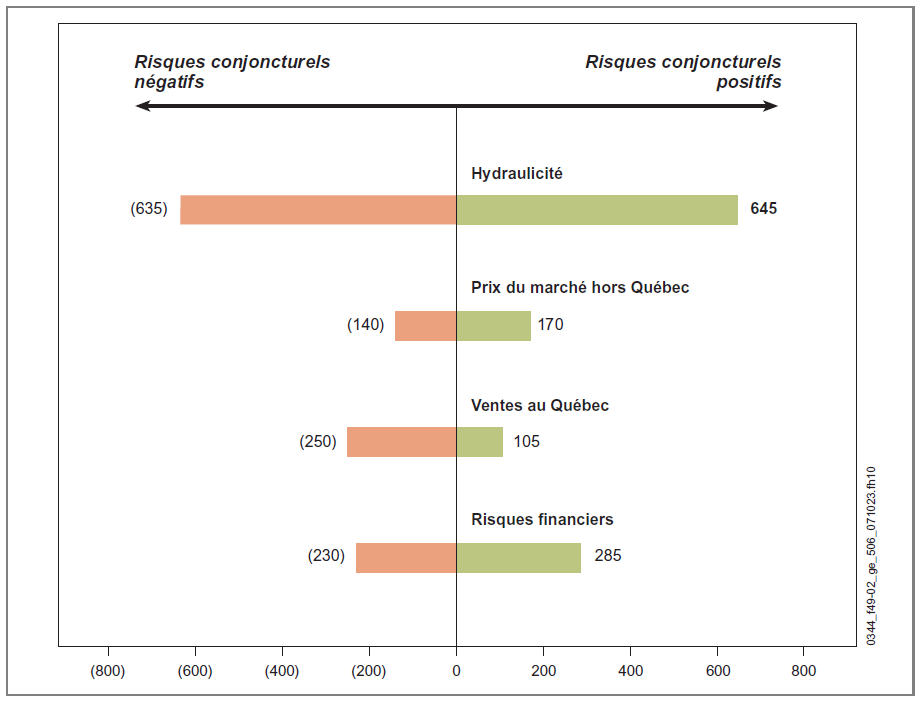 Risques conjoncturels
négatifs
Risques conjoncturels
positifs
Hydraulicité
(635)
645
Prix du marché hors Québec
(140)
170
Ventes au Québec
(250)
105
Risques financiers
(230)
285
(800)
(600)
(400)
(200)
0
200
400
600
800
0344_f49-02_ge_506_071023.fh10